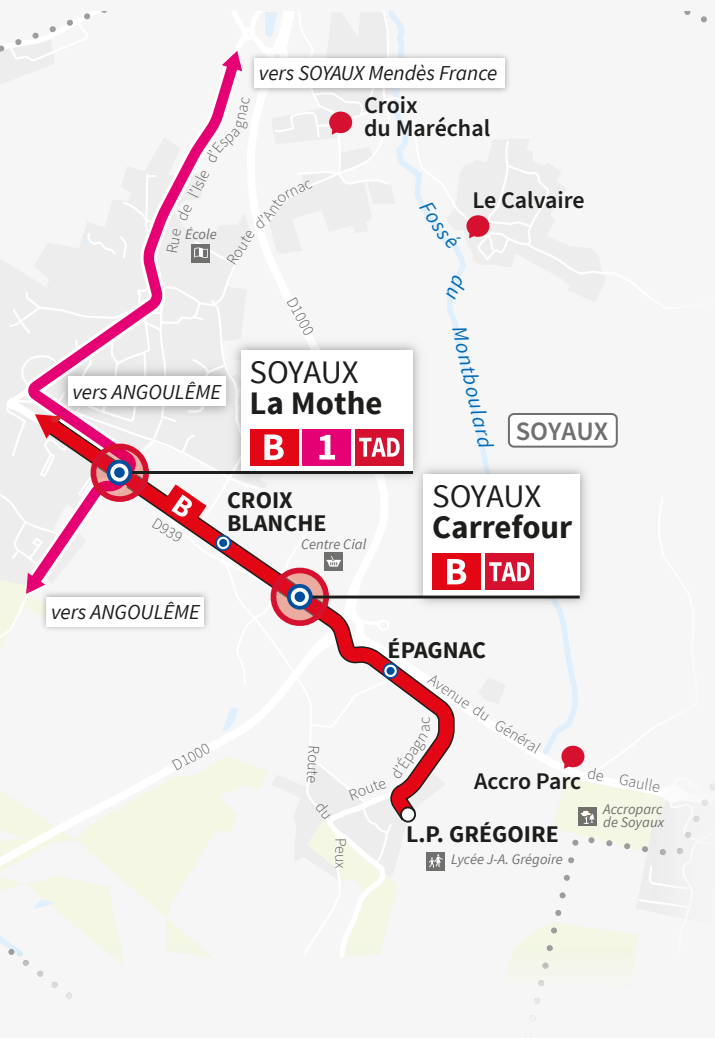 vers SOYAUX Mendès France
Croix
du Maréchal
Rue de l'Isle d'Espagnac
École
Route d'Antornac
Le Calvaire
Fossé du Montboulard
D1000
SOYAUX
La Mothe
B 1 TAD
vers ANGOULÊME
SOYAUX
SOYAUX
Carrefour
B TAD
B
CROIX
BLANCHE
D939
Centre Cial
vers ANGOULÊME
ÉPAGNAC
Avenue du Général de Gaulle
D1000
Route du Peux
Route d'Épagnac
Accro Parc
Accroparc
de Soyaux
L.P. GRÉGOIRE
Lycée J-A. Grégoire